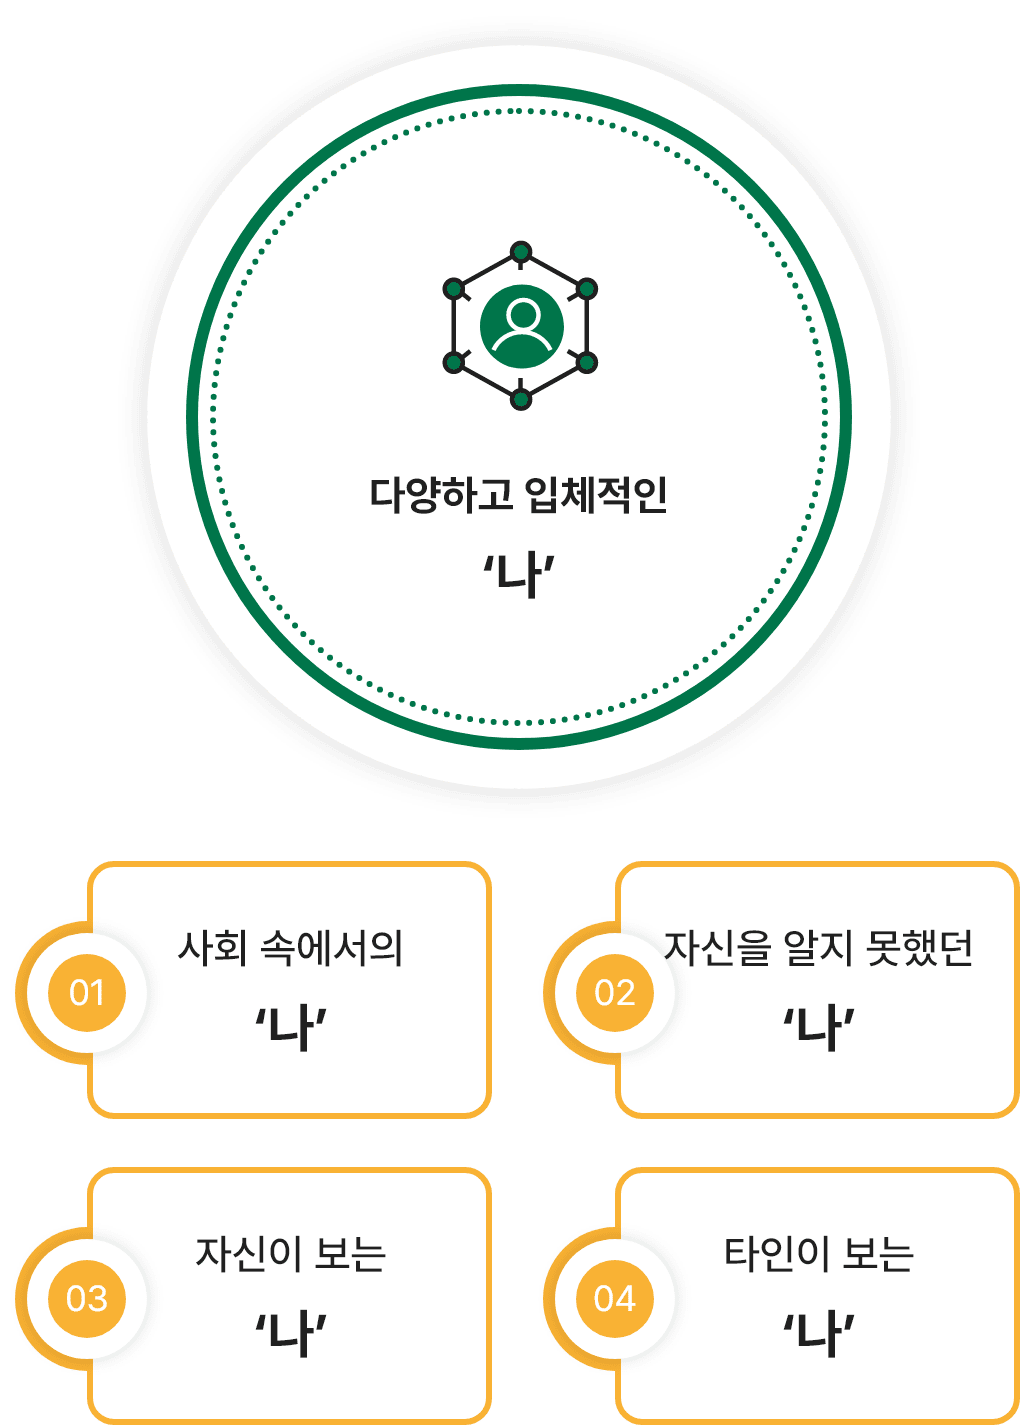 다양하고 입체적인
‘나’
01
사회 속에서의
‘나’
02
자신을 알지 못했던
‘나’
03
자신이 보는
‘나’
04
타인이 보는
‘나’